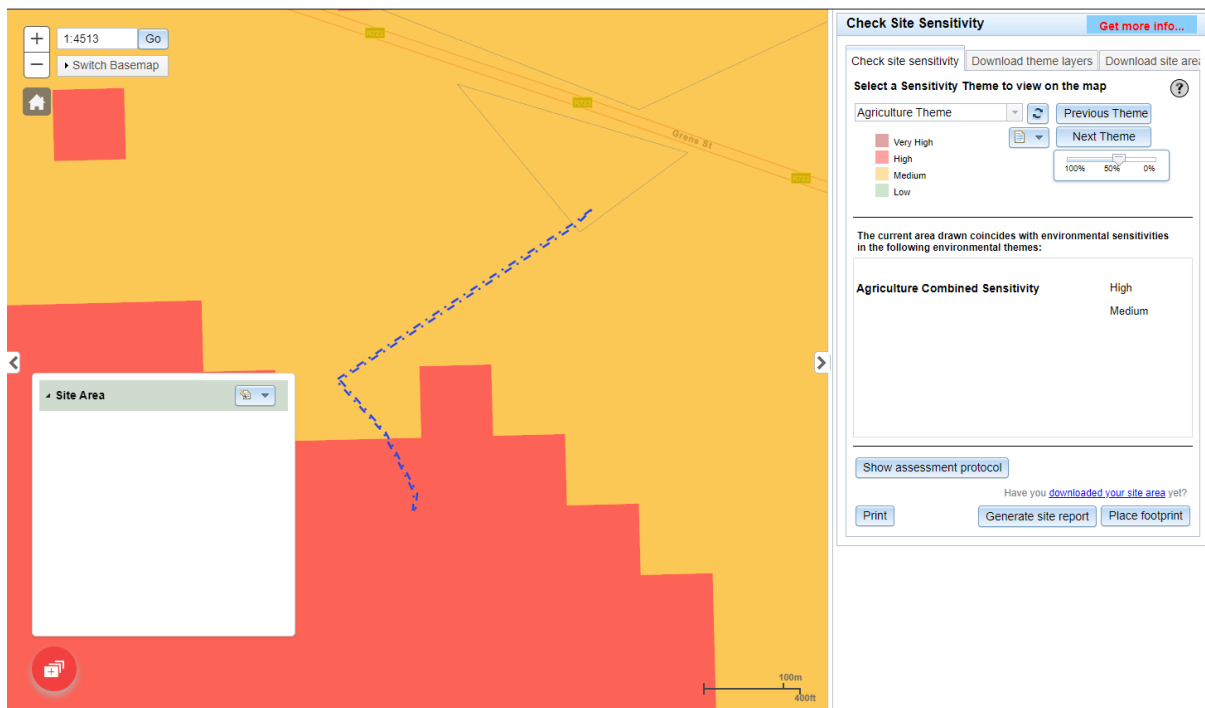 +
1:4513
Go
−
Switch Basemap
R723
R723
R723
Grens St
Site Area
100m
400ft
Check Site Sensitivity
Get more info...
Check site sensitivity
Download theme layers
Download site area
Select a Sensitivity Theme to view on the map
?
Agriculture Theme
Previous Theme
Next Theme
Very High
High
Medium
Low
100% 50% 0%
The current area drawn coincides with environmental sensitivities
in the following environmental themes:
Agriculture Combined Sensitivity High
Medium
Show assessment protocol
Have you downloaded your site area yet?
Print
Generate site report
Place footprint